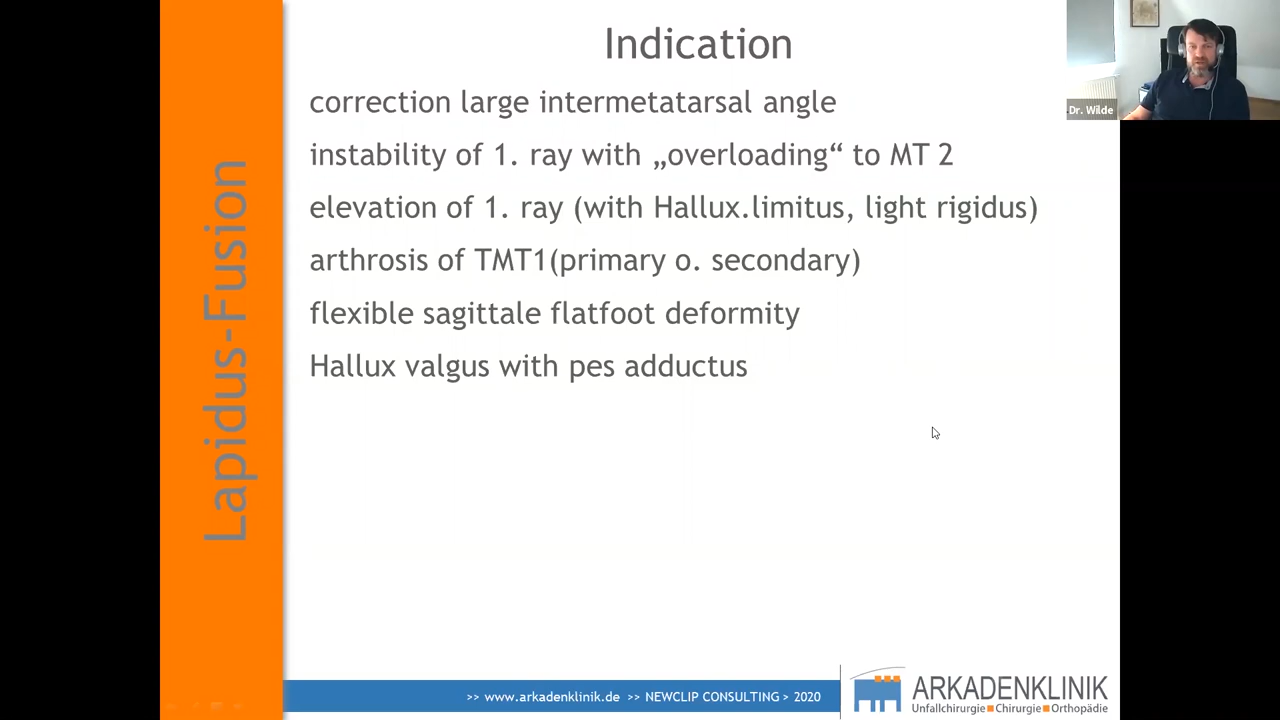 Indication
correction large intermetatarsal angle
instability of 1. ray with „overloading“ to MT 2
elevation of 1. ray (with Hallux.limitus, light rigidus)
arthrosis of TMT1(primary o. secondary)
flexible sagittale flatfoot deformity
Hallux valgus with pes adductus
Lapidus-Fusion
Dr. Wilde
>> www.arkadenklinik.de >> NEWCLIP CONSULTING > 2020
ARKADENKLINIK
Unfallchirurgie ■ Chirurgie ■ Orthopädie